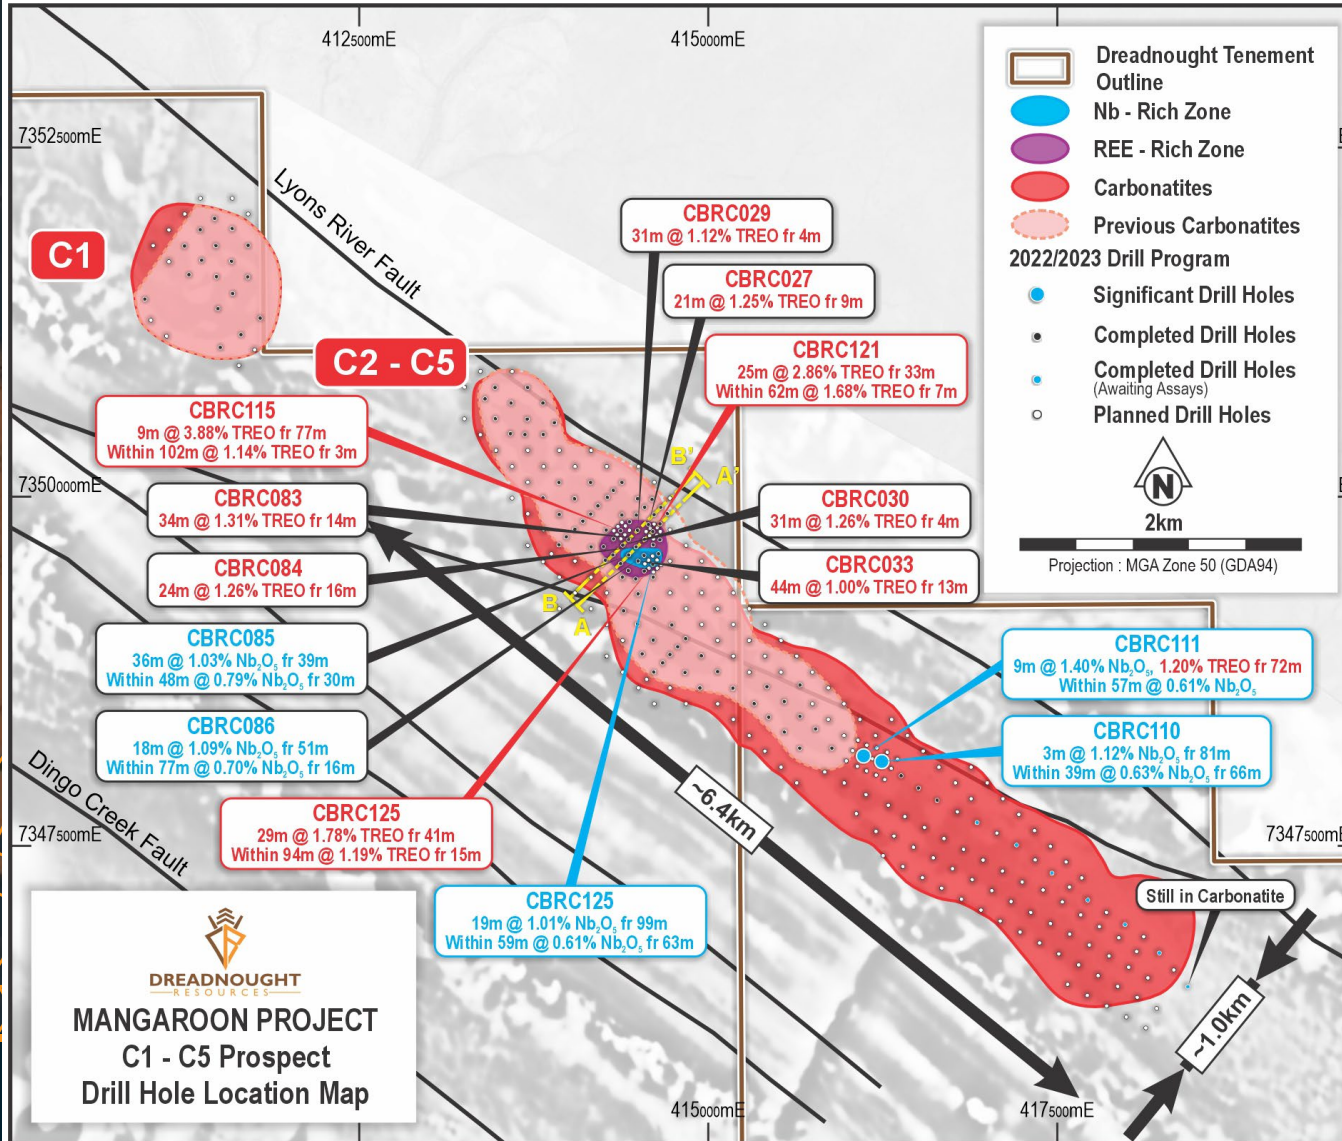 412500mE
415000mE
7352500mE
Lyons River Fault
C1
C2 - C5
CBRC029
31m @ 1.12% TREO fr 4m
CBRC027
21m @ 1.25% TREO fr 9m
CBRC121
25m @ 2.86% TREO fr 33m
Within 62m @ 1.68% TREO fr 7m
CBRC115
9m @ 3.88% TREO fr 77m
Within 102m @ 1.14% TREO fr 3m
7350000mE
CBRC083
34m @ 1.31% TREO fr 14m
CBRC084
24m @ 1.26% TREO fr 16m
CBRC085
36m @ 1.03% Nb₂O₅ fr 39m
Within 48m @ 0.79% Nb₂O₅ fr 30m
CBRC086
18m @ 1.09% Nb₂O₅ fr 51m
Within 77m @ 0.70% Nb₂O₅ fr 16m
B'
A'
B
A
CBRC030
31m @ 1.26% TREO fr 4m
CBRC033
44m @ 1.00% TREO fr 13m
CBRC111
9m @ 1.40% Nb₂O₅, 1.20% TREO fr 72m
Within 57m @ 0.61% Nb₂O₅
CBRC110
3m @ 1.12% Nb₂O₅ fr 81m
Within 39m @ 0.63% Nb₂O₅ fr 66m
Dingo Creek Fault
7347500mE
7347500mE
CBRC125
29m @ 1.78% TREO fr 41m
Within 94m @ 1.19% TREO fr 15m
CBRC125
19m @ 1.01% Nb₂O₅ fr 99m
Within 59m @ 0.61% Nb₂O₅ fr 63m
~6.4km
Still in Carbonatite
~1.0km
415000mE
417500mE
Dreadnought Tenement
Outline
Nb - Rich Zone
REE - Rich Zone
Carbonatites
Previous Carbonatites
2022/2023 Drill Program
Significant Drill Holes
Completed Drill Holes
Completed Drill Holes
(Awaiting Assays)
Planned Drill Holes
N
2km
Projection : MGA Zone 50 (GDA94)
DREADNOUGHT
RESOURCES
MANGAROON PROJECT
C1 - C5 Prospect
Drill Hole Location Map